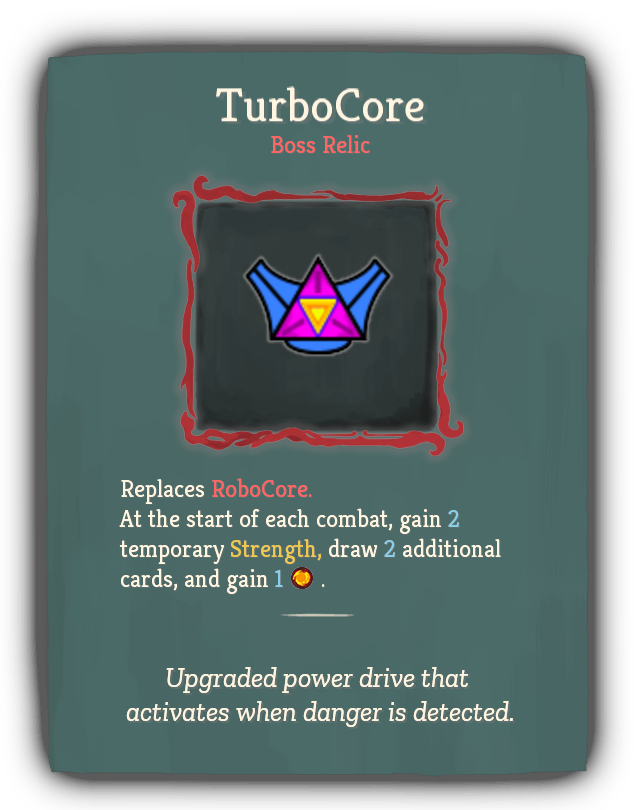 TurboCore
Boss Relic
Replaces RoboCore.
At the start of each combat, gain 2
temporary Strength, draw 2 additional
cards, and gain 1 .
Upgraded power drive that
activates when danger is detected.